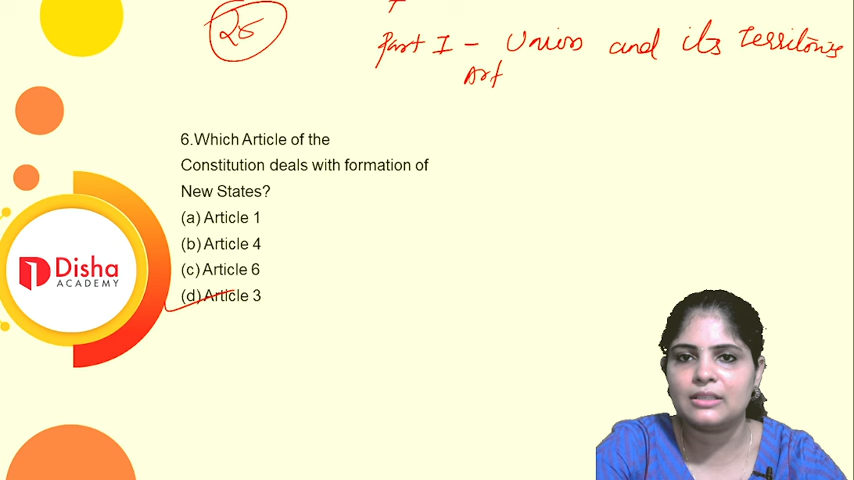 25
Part I - Union and its Territories
Art
6.Which Article of the
Constitution deals with formation of
New States?
(a) Article 1
(b) Article 4
(c) Article 6
(d) Article 3
Disha
ACADEMY